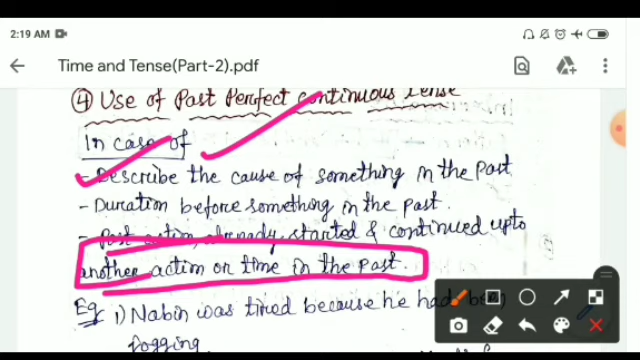 2:19 AM
Time and Tense(Part-2).pdf
④ Use of Past Perfect Continuous Tense
In case of
- Describe the cause of something in the Past
- Duration before something in the Past.
- Past action already started & continued upto
another action or time in the Past.
Eg 1) Nabin was tired because he had been
Jogging